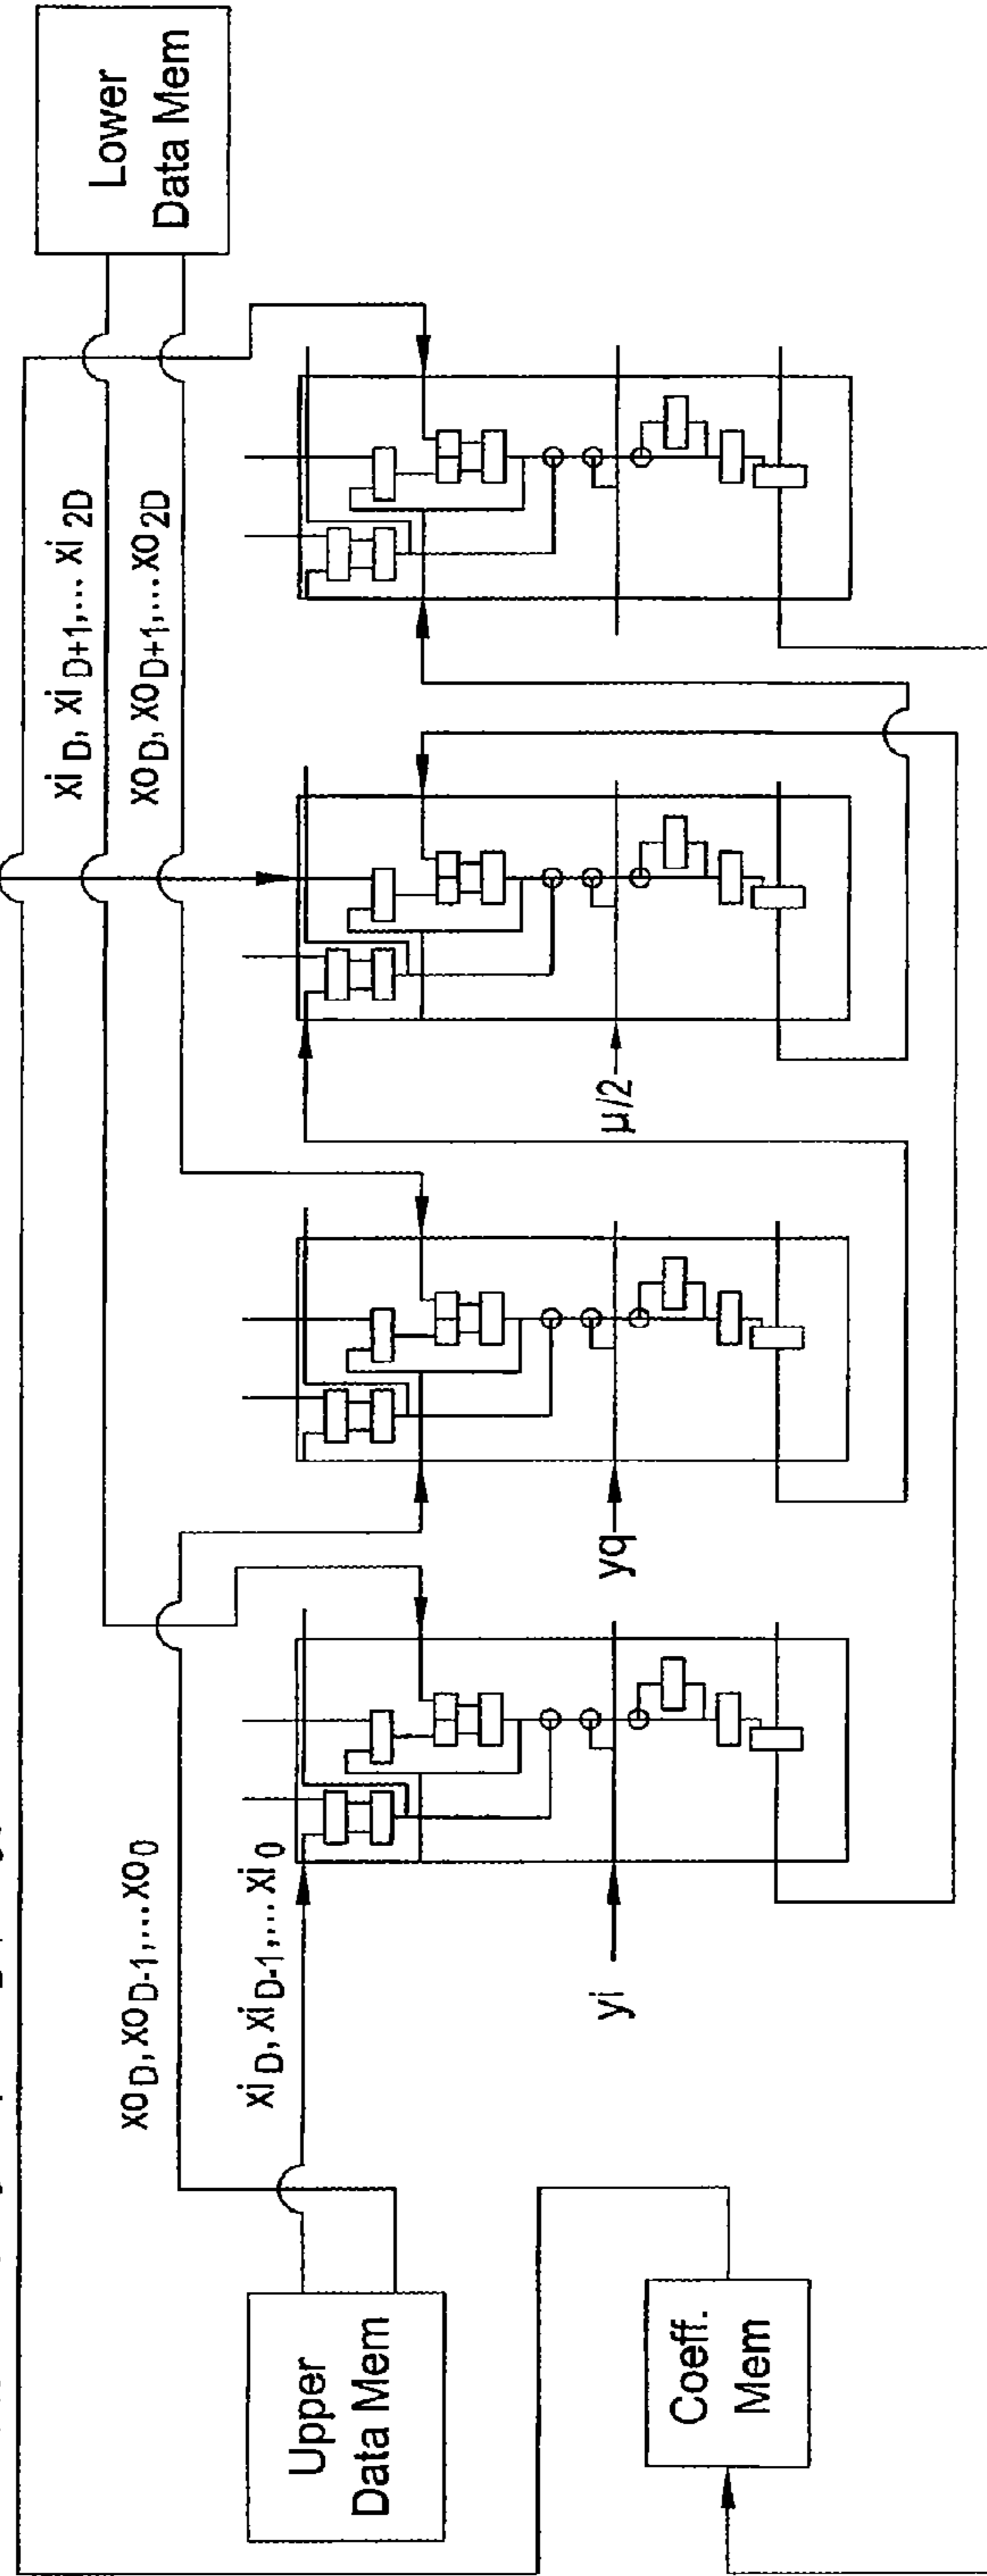 Lower
Data Mem
xi D, xi D+1,... xi 2D
xo D, xo D+1,... xo 2D
xo D, xo D-1,... xo 0
xi D, xi D-1,... xi 0
μ/2
yq
yi
Upper
Data Mem
Coeff.
Mem